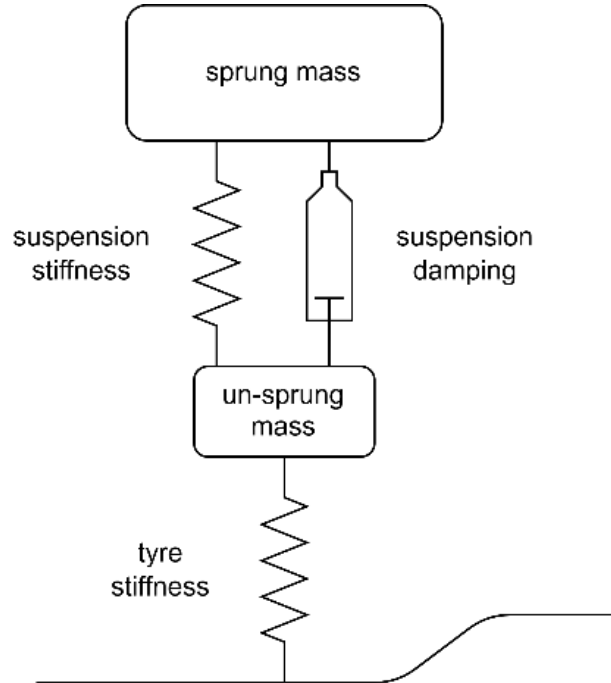 sprung mass
suspension
stiffness
suspension
damping
un-sprung
mass
tyre
stiffness